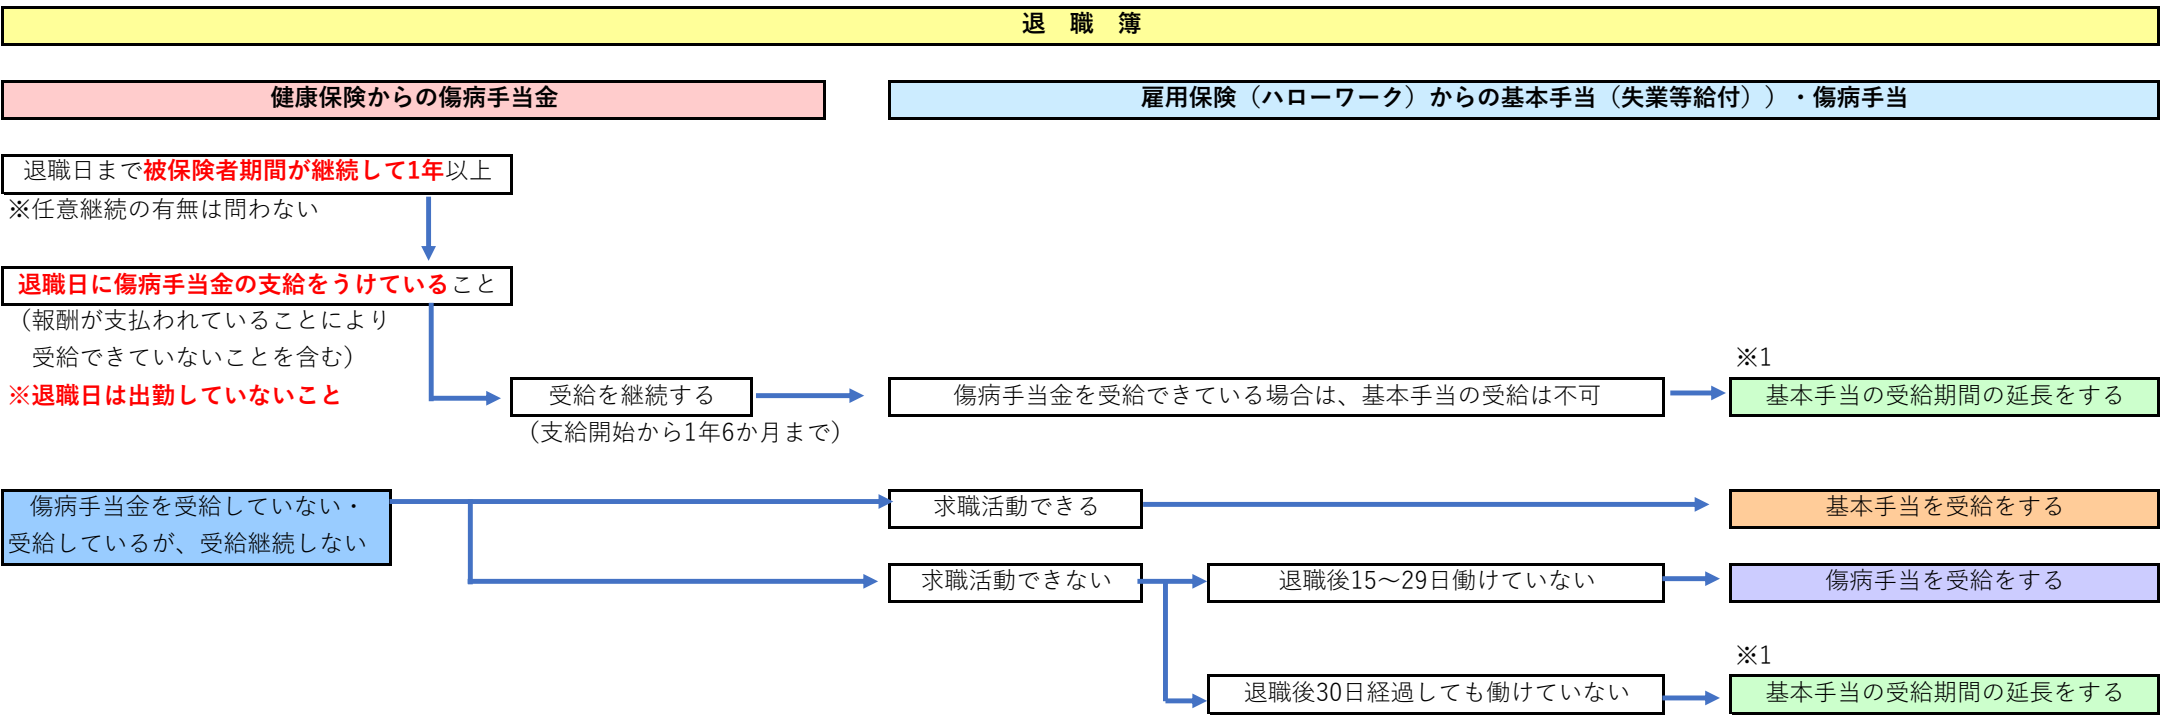 退 職 簿
健康保険からの傷病手当金
雇用保険（ハローワーク）からの基本手当（失業等給付））・傷病手当
退職日まで被保険者期間が継続して1年以上
※任意継続の有無は問わない
退職日に傷病手当金の支給をうけていること
（報酬が支払われていることにより
受給できていないことを含む）
※退職日は出勤していないこと
受給を継続する
（支給開始から1年6か月まで）
傷病手当金を受給できている場合は、基本手当の受給は不可
※1
基本手当の受給期間の延長をする
傷病手当金を受給していない・
受給しているが、受給継続しない
求職活動できる
基本手当を受給をする
求職活動できない
退職後15～29日働けていない
傷病手当を受給をする
退職後30日経過しても働けていない
※1
基本手当の受給期間の延長をする